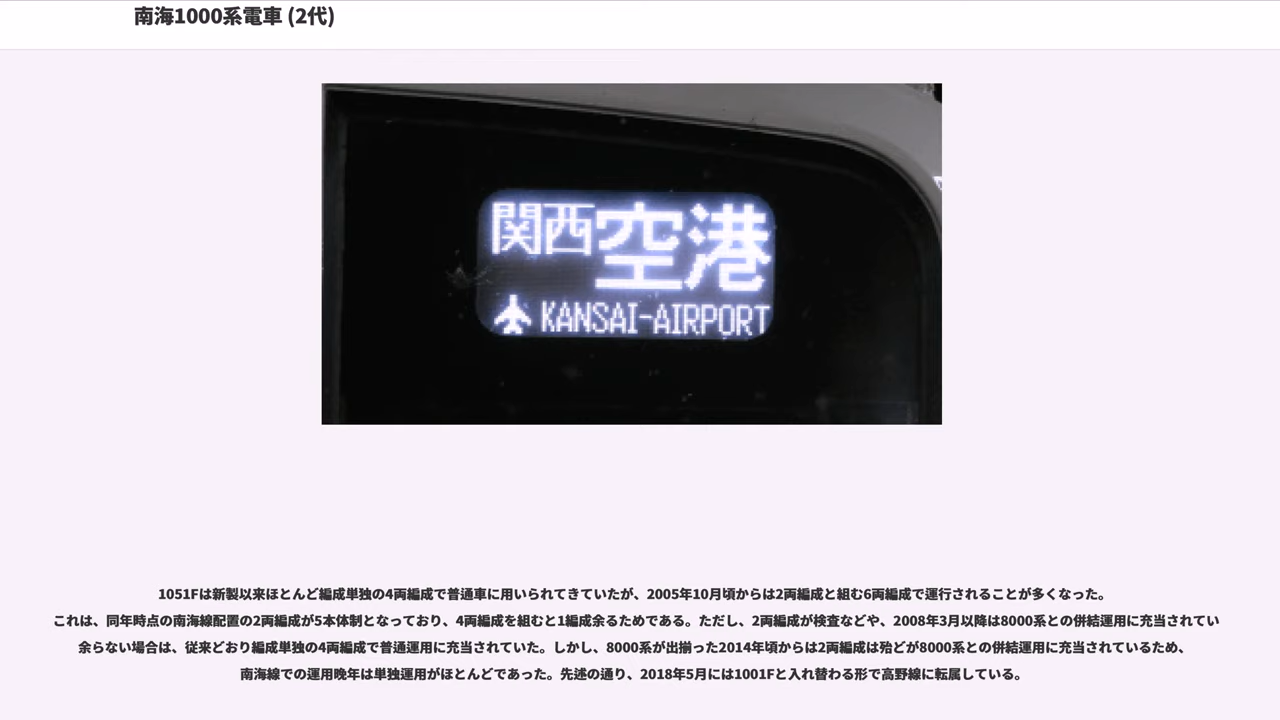 南海1000系電車 (2代)
関西空港
KANSAI-AIRPORT
1051Fは新製以来ほとんど編成単独の4両編成で普通車に用いられてきていたが、2005年10月頃からは2両編成と組む6両編成で運行されることが多くなった。
これは、同年時点の南海線配置の2両編成が5本体制となっており、4両編成を組むと1編成余るためである。ただし、2両編成が検査などや、2008年3月以降は8000系との併結運用に充当されてい
余らない場合は、従来どおり編成単独の4両編成で普通運用に充当されていた。しかし、8000系が出揃った2014年頃からは2両編成は殆どが8000系との併結運用に充当されているため、
南海線での運用晩年は単独運用がほとんどであった。先述の通り、2018年5月には1001Fと入れ替わる形で高野線に転属している。